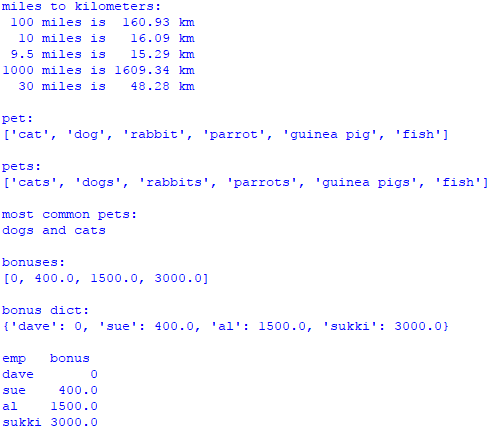 miles to kilometers:
 100 miles is  160.93 km
  10 miles is   16.09 km
 9.5 miles is   15.29 km
1000 miles is 1609.34 km
  30 miles is   48.28 km

pet:
['cat', 'dog', 'rabbit', 'parrot', 'guinea pig', 'fish']

pets:
['cats', 'dogs', 'rabbits', 'parrots', 'guinea pigs', 'fish']

most common pets:
dogs and cats

bonuses:
[0, 400.0, 1500.0, 3000.0]

bonus dict:
{'dave': 0, 'sue': 400.0, 'al': 1500.0, 'sukki': 3000.0}

emp   bonus
dave       0
sue    400.0
al    1500.0
sukki 3000.0